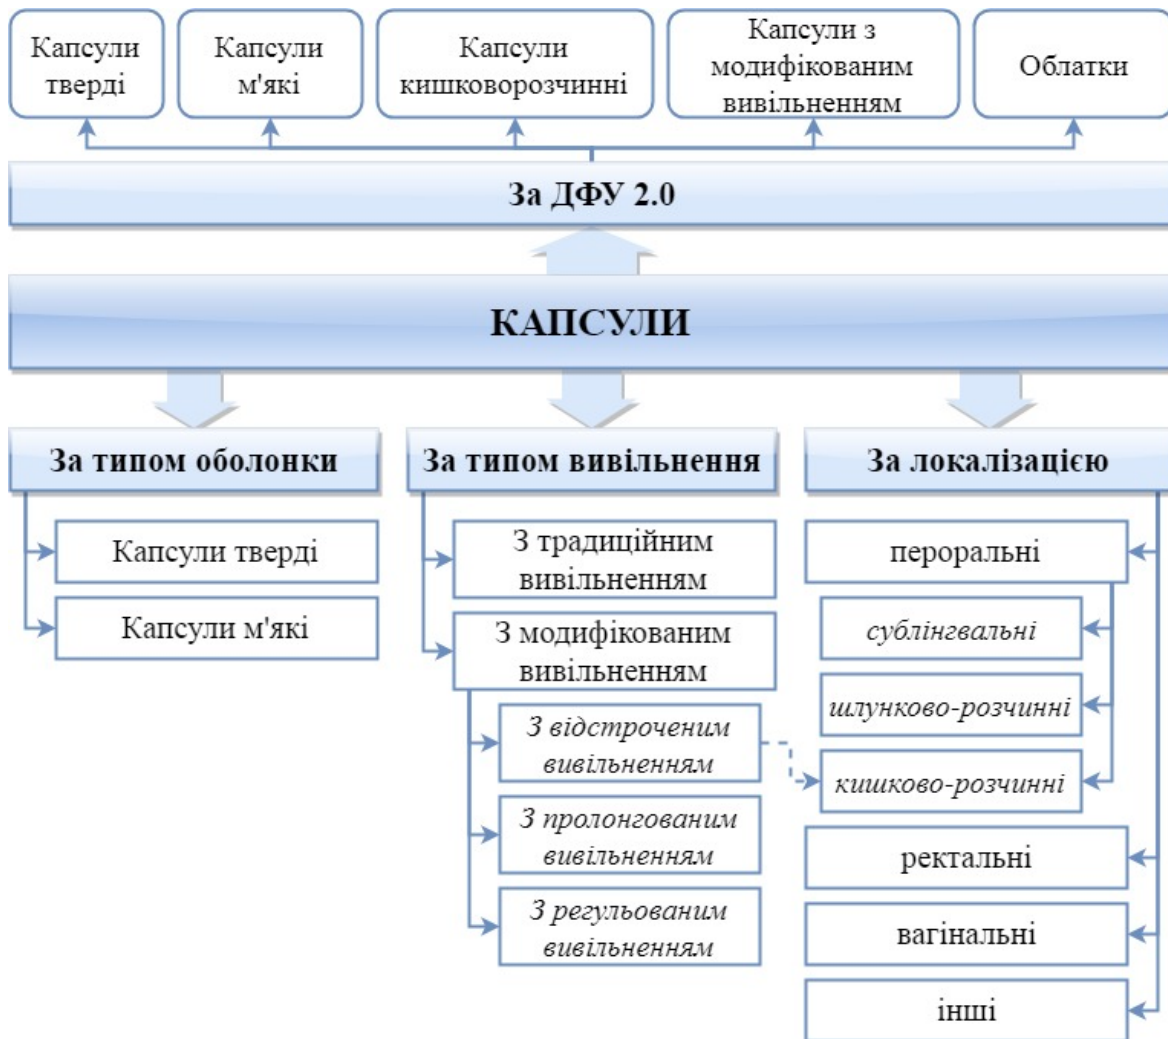 Капсули
тверді
Капсули
м'які
Капсули
кишковорозчинні
Капсули з
модифікованим
вивільненням
Облатки
За ДФУ 2.0
КАПСУЛИ
За типом оболонки
Капсули тверді
Капсули м'які
За типом вивільнення
З традиційним
вивільненням
З модифікованим
вивільненням
З відстроченим
вивільненням
З пролонгованим
вивільненням
З регульованим
вивільненням
За локалізацією
пероральні
сублінгвальні
шлунково-розчинні
кишково-розчинні
ректальні
вагінальні
інші